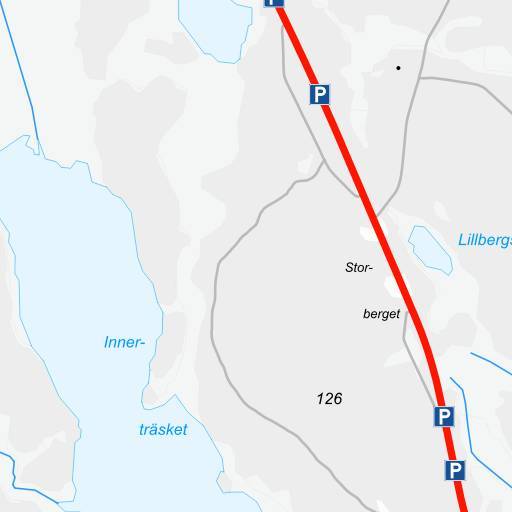 P
P
Lillbergs
Stor-
berget
Inner-
träsket
126
P
P